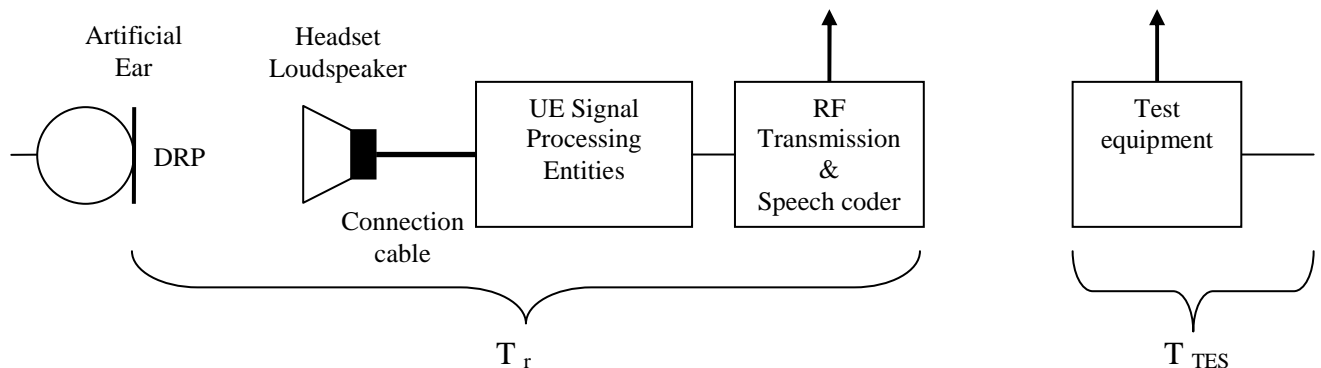 Artificial
Ear
DRP
Headset
Loudspeaker
Connection
cable
UE Signal
Processing
Entities
RF
Transmission
&
Speech coder
Test
equipment
T r
T TES